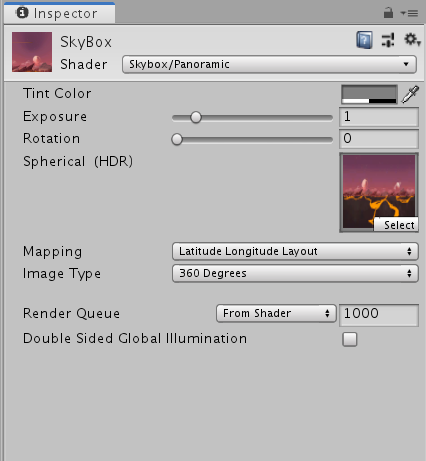 Inspector
SkyBox
Shader Skybox/Panoramic
Tint Color
Exposure 1
Rotation 0
Spherical (HDR)
Select
Mapping Latitude Longitude Layout
Image Type 360 Degrees
Render Queue From Shader 1000
Double Sided Global Illumination